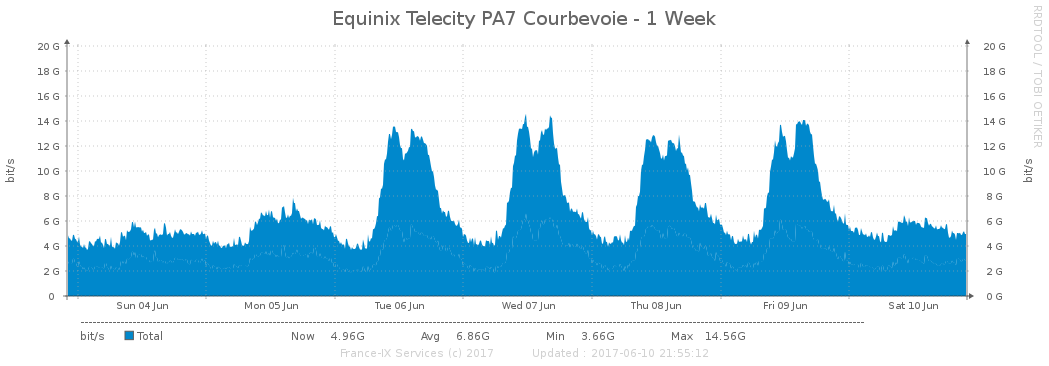 Equinix Telecity PA7 Courbevoie - 1 Week
RRDTOOL / TOBI OETIKER
bit/s
20 G 20 G
18 G 18 G
16 G 16 G
14 G 14 G
12 G 12 G
10 G 10 G
8 G 8 G
6 G 6 G
4 G 4 G
2 G 2 G
0 0 G
bit/s
Sun 04 Jun Mon 05 Jun Tue 06 Jun Wed 07 Jun Thu 08 Jun Fri 09 Jun Sat 10 Jun
bit/s Total Now 4.96G Avg 6.86G Min 3.66G Max 14.56G
France-IX Services (c) 2017 Updated : 2017-06-10 21:55:12